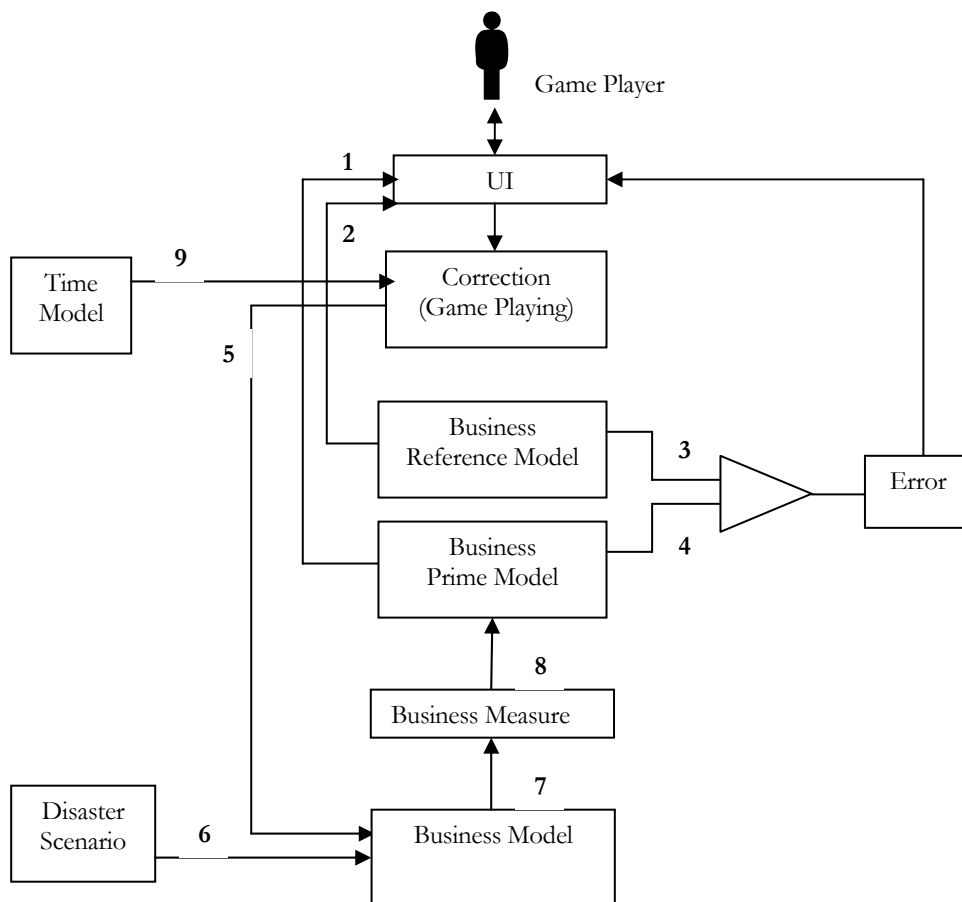 Game Player
1
UI
2
9
Time
Model
Correction
(Game Playing)
5
Business
Reference Model
3
Error
Business
Prime Model
4
8
Business Measure
7
Disaster
Scenario
6
Business Model